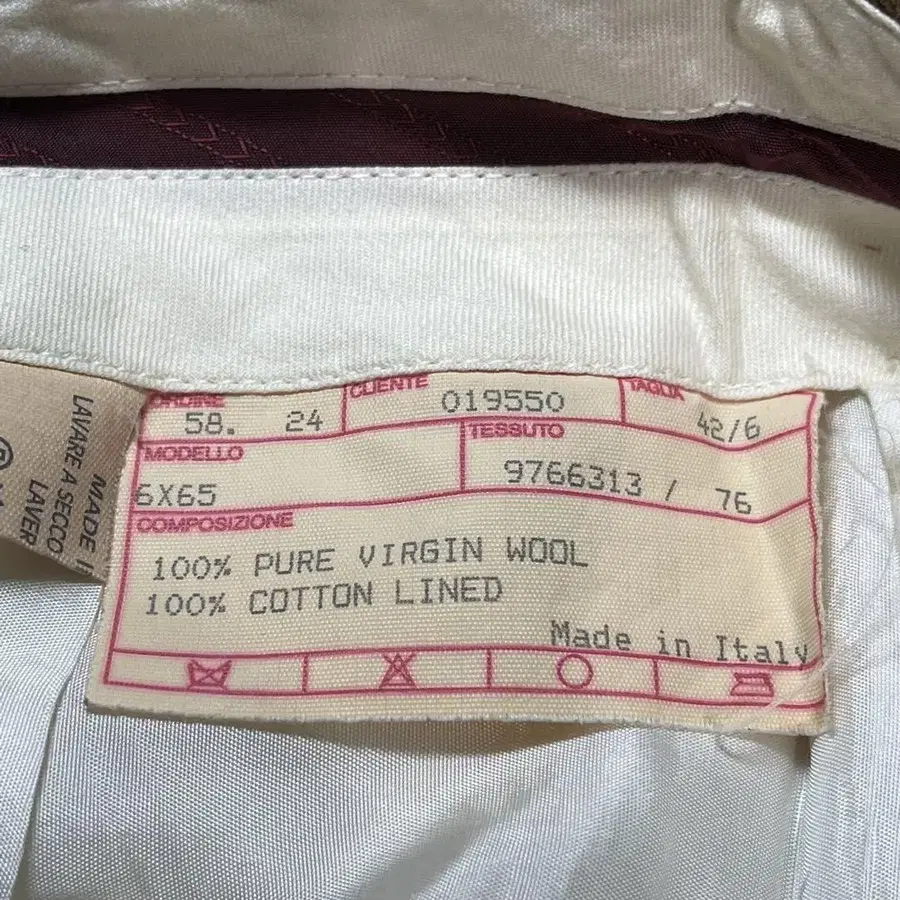 ORDINE CLIENTE TAGLIA
58. 24 019550 42/6
MODELLO TESSUTO
6X65 9766313 / 76
COMPOSIZIONE
100% PURE VIRGIN WOOL
100% COTTON LINED
Made in Italy
MADE I
LAVARE A SECCO
LAVER